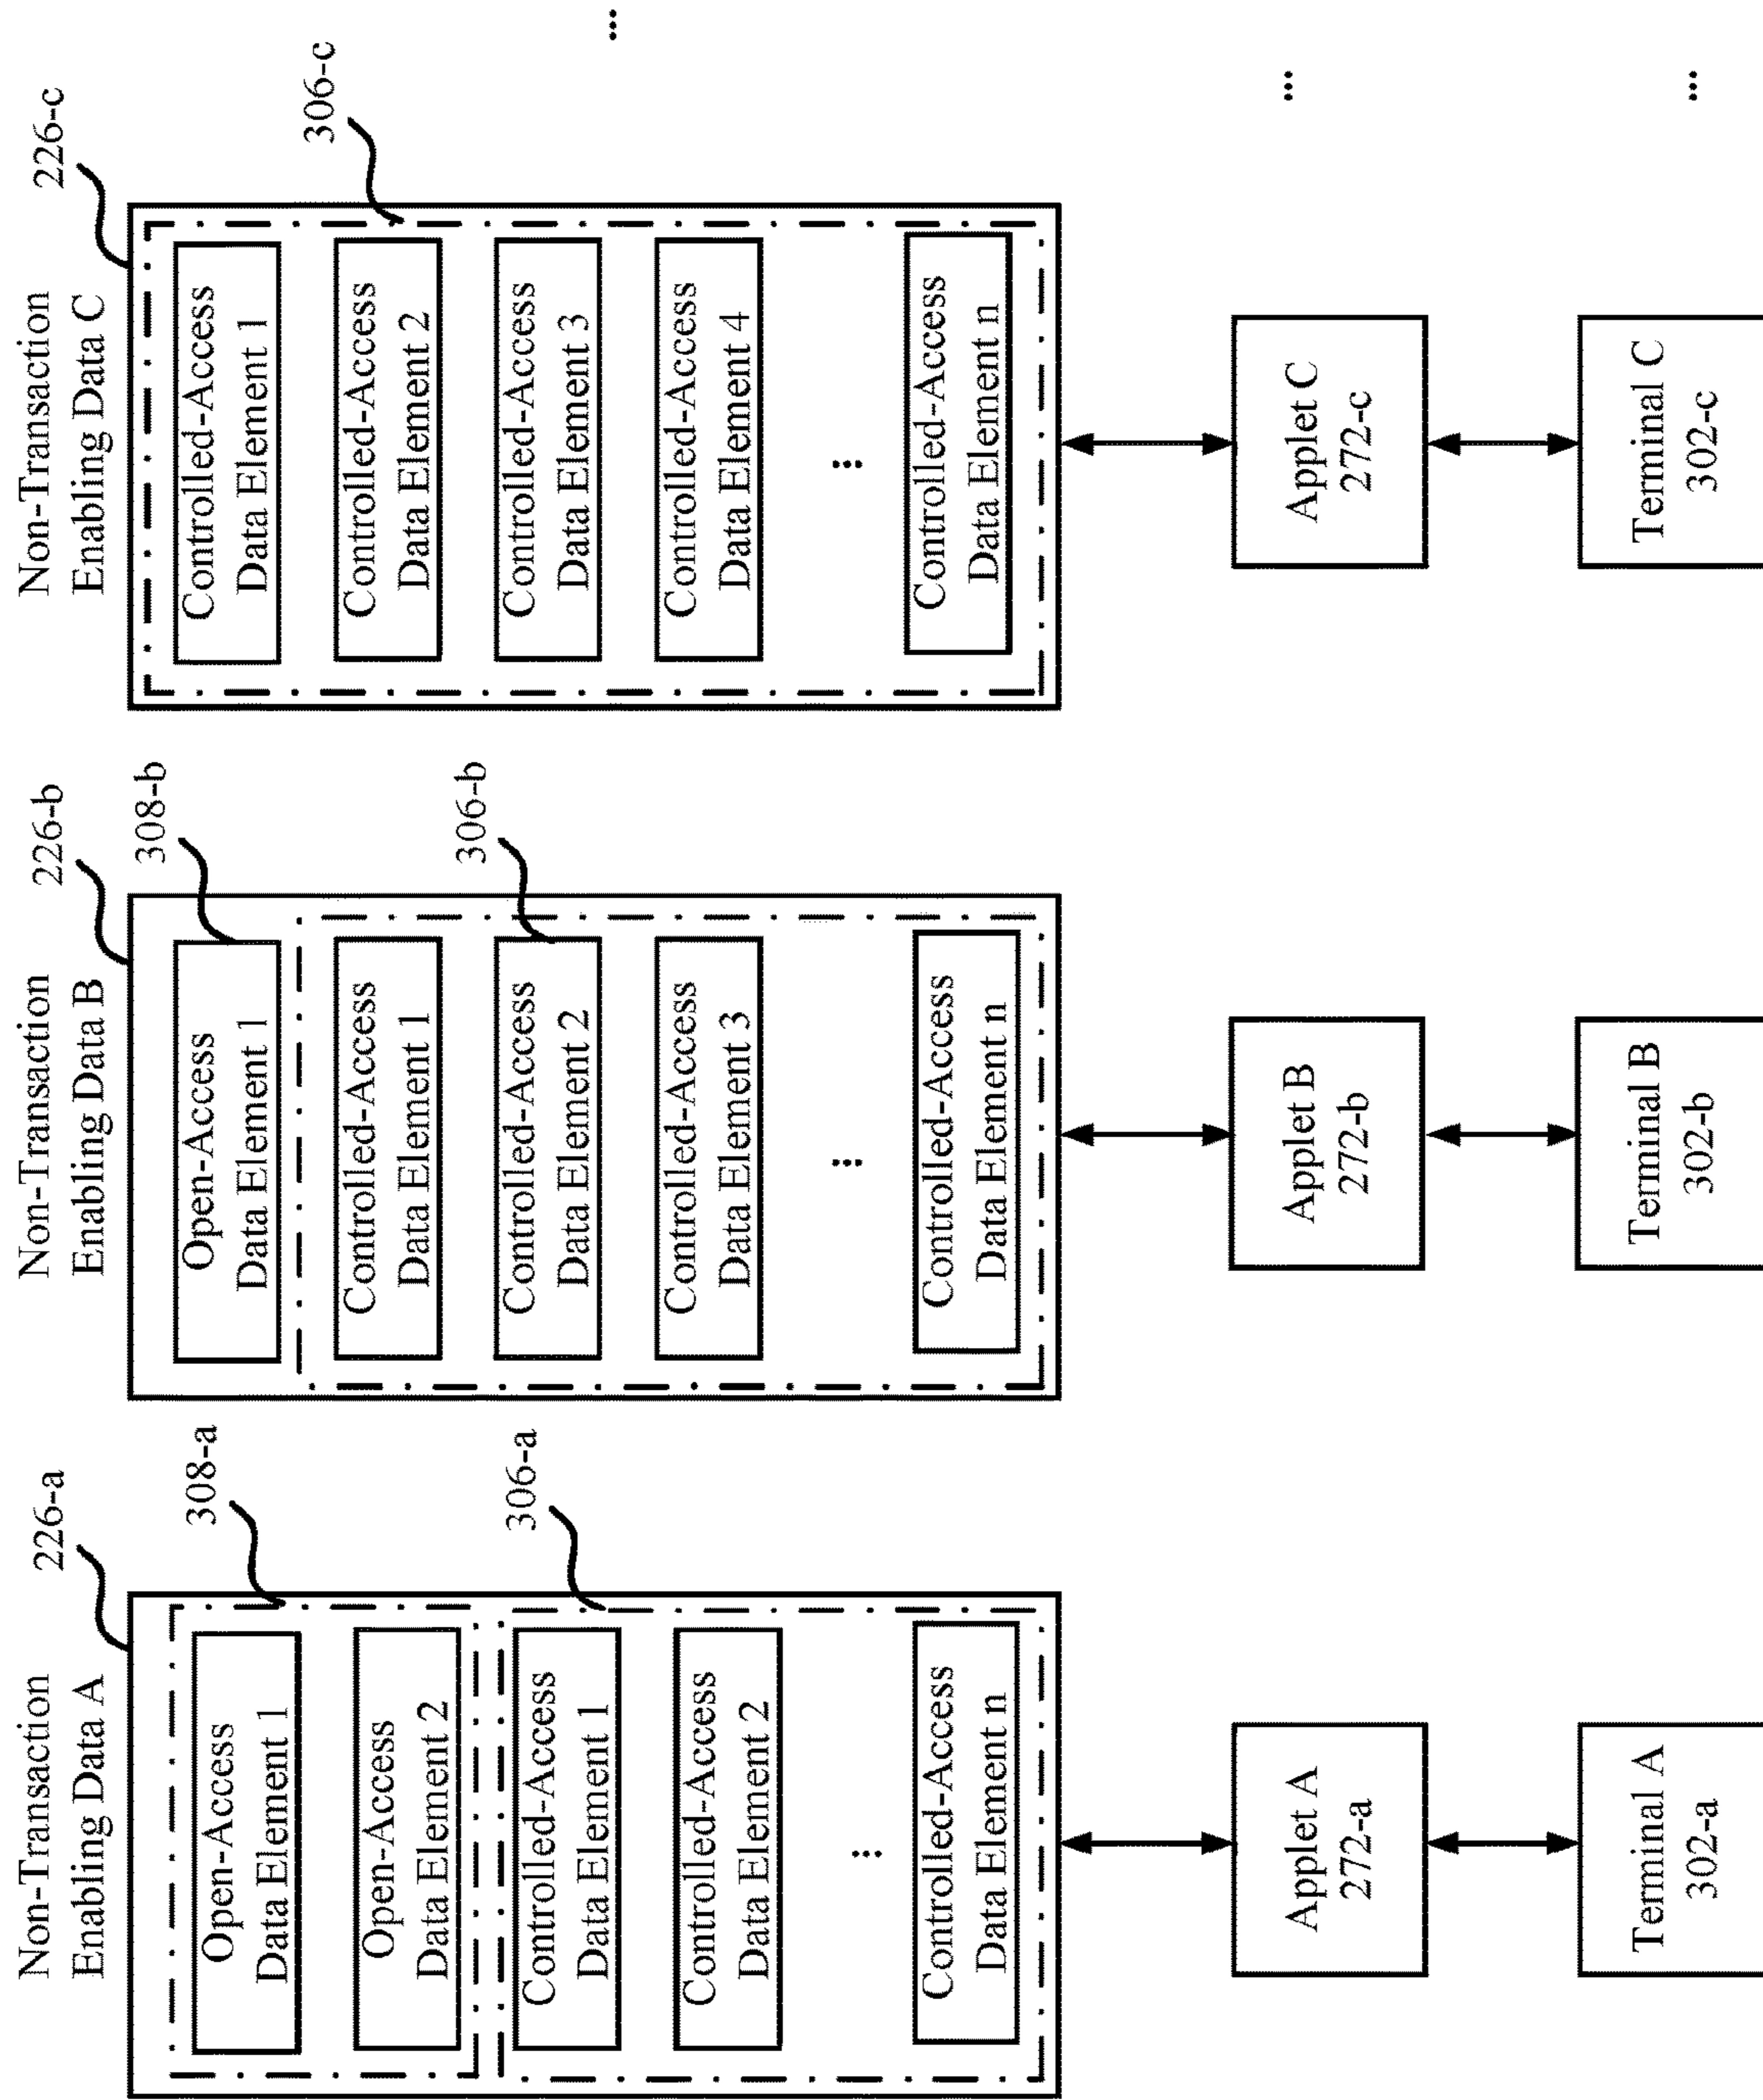 Non-Transaction
Enabling Data A
226-a
308-a
Open-Access
Data Element 1
Open-Access
Data Element 2
306-a
Controlled-Access
Data Element 1
Controlled-Access
Data Element 2
...
Controlled-Access
Data Element n
Applet A
272-a
Terminal A
302-a
Non-Transaction
Enabling Data B
226-b
308-b
Open-Access
Data Element 1
Controlled-Access
Data Element 1
306-b
Controlled-Access
Data Element 2
Controlled-Access
Data Element 3
...
Controlled-Access
Data Element n
Applet B
272-b
Terminal B
302-b
Non-Transaction
Enabling Data C
226-c
Controlled-Access
Data Element 1
306-c
Controlled-Access
Data Element 2
Controlled-Access
Data Element 3
Controlled-Access
Data Element 4
...
Controlled-Access
Data Element n
Applet C
272-c
Terminal C
302-c
...
...
...